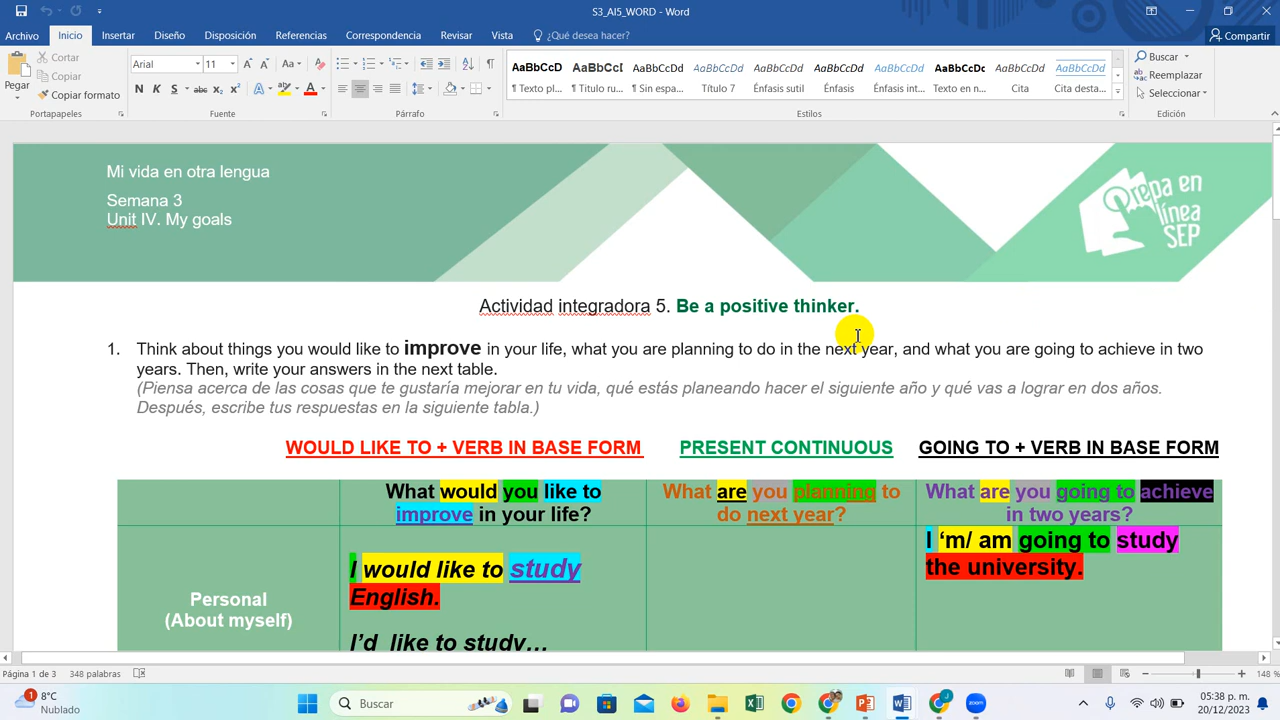 S3_AI5_WORD - Word
Archivo Inicio Insertar Diseño Disposición Referencias Correspondencia Revisar Vista ¿Qué desea hacer? Compartir
Pegar
Cortar
Copiar
Copiar formato
Portapapeles
Arial 11
N K S abc x₂ x²
Fuente
Párrafo
AaBbCcD AaBbCcI AaBbCcDd AaBbCcDd AaBbCcDd AaBbCcDd AaBbCcDd AaBbCcDc AaBbCcDd AaBbCcDd
¶ Texto pl... ¶ Titulo ru... ¶ Sin espa... Título 7 Énfasis sutil Énfasis Énfasis int... Texto en n... Cita Cita desta...
Estilos
Buscar
Reemplazar
Seleccionar
Edición
Mi vida en otra lengua
Semana 3
Unit IV. My goals
Prepa en
línea
SEP
Actividad integradora 5. Be a positive thinker.
1. Think about things you would like to improve in your life, what you are planning to do in the next year, and what you are going to achieve in two
years. Then, write your answers in the next table.
(Piensa acerca de las cosas que te gustaría mejorar en tu vida, qué estás planeando hacer el siguiente año y qué vas a lograr en dos años.
Después, escribe tus respuestas en la siguiente tabla.)
WOULD LIKE TO + VERB IN BASE FORM PRESENT CONTINUOUS GOING TO + VERB IN BASE FORM
What would you like to
improve in your life?
What are you planning to
do next year?
What are you going to achieve
in two years?
Personal
(About myself)
I would like to study
English.
I'd like to study...
I 'm/ am going to study
the university.
Página 1 de 3 348 palabras
148 %
1
8°C
Nublado
Buscar
05:38 p. m.
20/12/2023